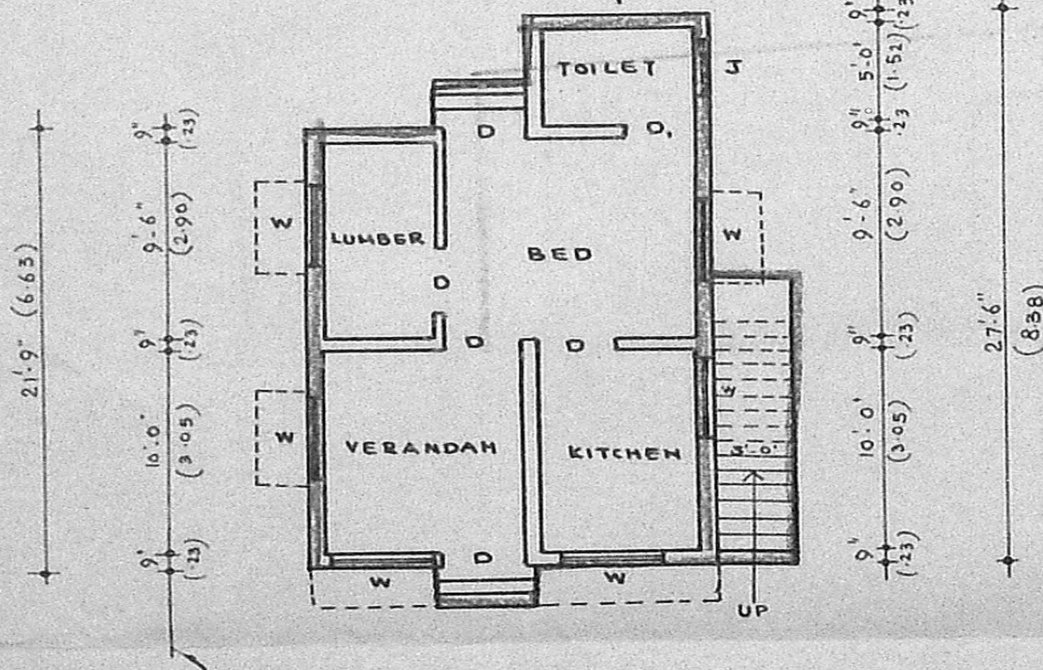 TOILET
J
D
D,
W
LUMBER
BED
W
D
D
D
W
W
VERANDAH
KITCHEN
3'-0"
D
W
W
UP
21'-9" (6.63)
9"
(.23)
9'-6"
(2.90)
9"
(.23)
10'-0"
(3.05)
9"
(.23)
9"
(.23)
5'-0"
(1.52)
9"
.23
9'-6"
(2.90)
9"
(.23)
10'-0"
(3.05)
9"
(.23)
27'-6"
(8.38)